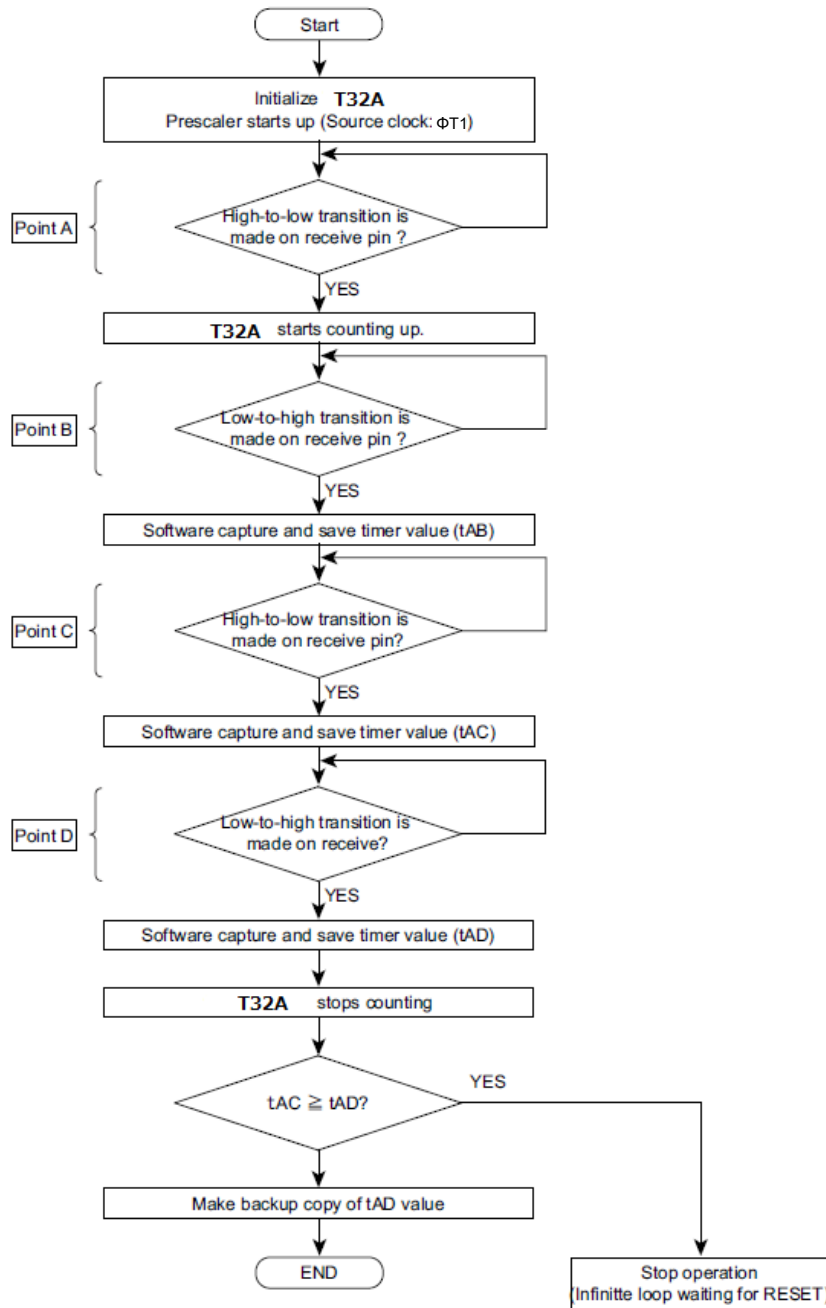 Start
Initialize T32A
Prescaler starts up (Source clock: ΦT1)
Point A
High-to-low transition is
made on receive pin ?
YES
T32A starts counting up.
Point B
Low-to-high transition is
made on receive pin ?
YES
Software capture and save timer value (tAB)
Point C
High-to-low transition is
made on receive pin?
YES
Software capture and save timer value (tAC)
Point D
Low-to-high transition is
made on receive?
YES
Software capture and save timer value (tAD)
T32A stops counting
tAC ≧ tAD?
YES
Make backup copy of tAD value
END
Stop operation
(Infinitte loop waiting for RESET)